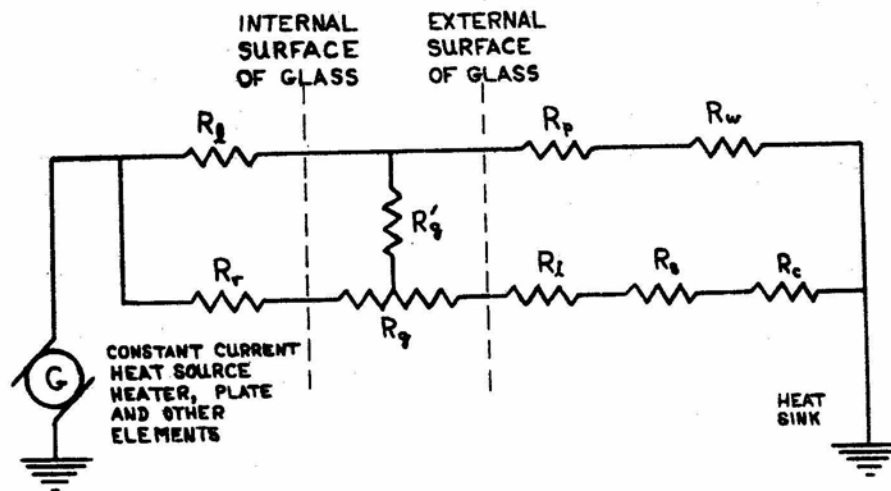 INTERNAL
SURFACE
OF GLASS
EXTERNAL
SURFACE
OF GLASS
Rℓ
Rp
Rw
R'g
Rr
Rg
R1
Rs
Rc
G
CONSTANT CURRENT
HEAT SOURCE
HEATER, PLATE
AND OTHER
ELEMENTS
HEAT
SINK